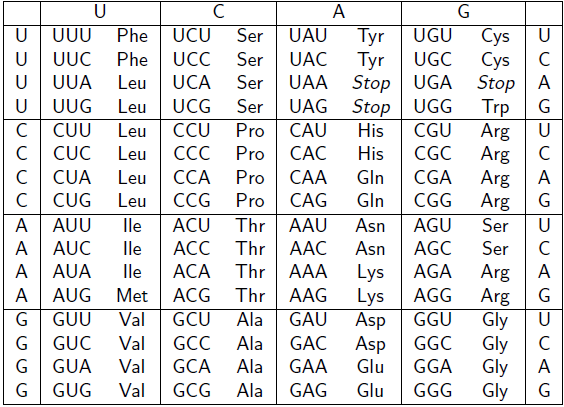 U C A G
U UUU Phe UCU Ser UAU Tyr UGU Cys U
U UUC Phe UCC Ser UAC Tyr UGC Cys C
U UUA Leu UCA Ser UAA Stop UGA Stop A
U UUG Leu UCG Ser UAG Stop UGG Trp G
C CUU Leu CCU Pro CAU His CGU Arg U
C CUC Leu CCC Pro CAC His CGC Arg C
C CUA Leu CCA Pro CAA Gln CGA Arg A
C CUG Leu CCG Pro CAG Gln CGG Arg G
A AUU Ile ACU Thr AAU Asn AGU Ser U
A AUC Ile ACC Thr AAC Asn AGC Ser C
A AUA Ile ACA Thr AAA Lys AGA Arg A
A AUG Met ACG Thr AAG Lys AGG Arg G
G GUU Val GCU Ala GAU Asp GGU Gly U
G GUC Val GCC Ala GAC Asp GGC Gly C
G GUA Val GCA Ala GAA Glu GGA Gly A
G GUG Val GCG Ala GAG Glu GGG Gly G